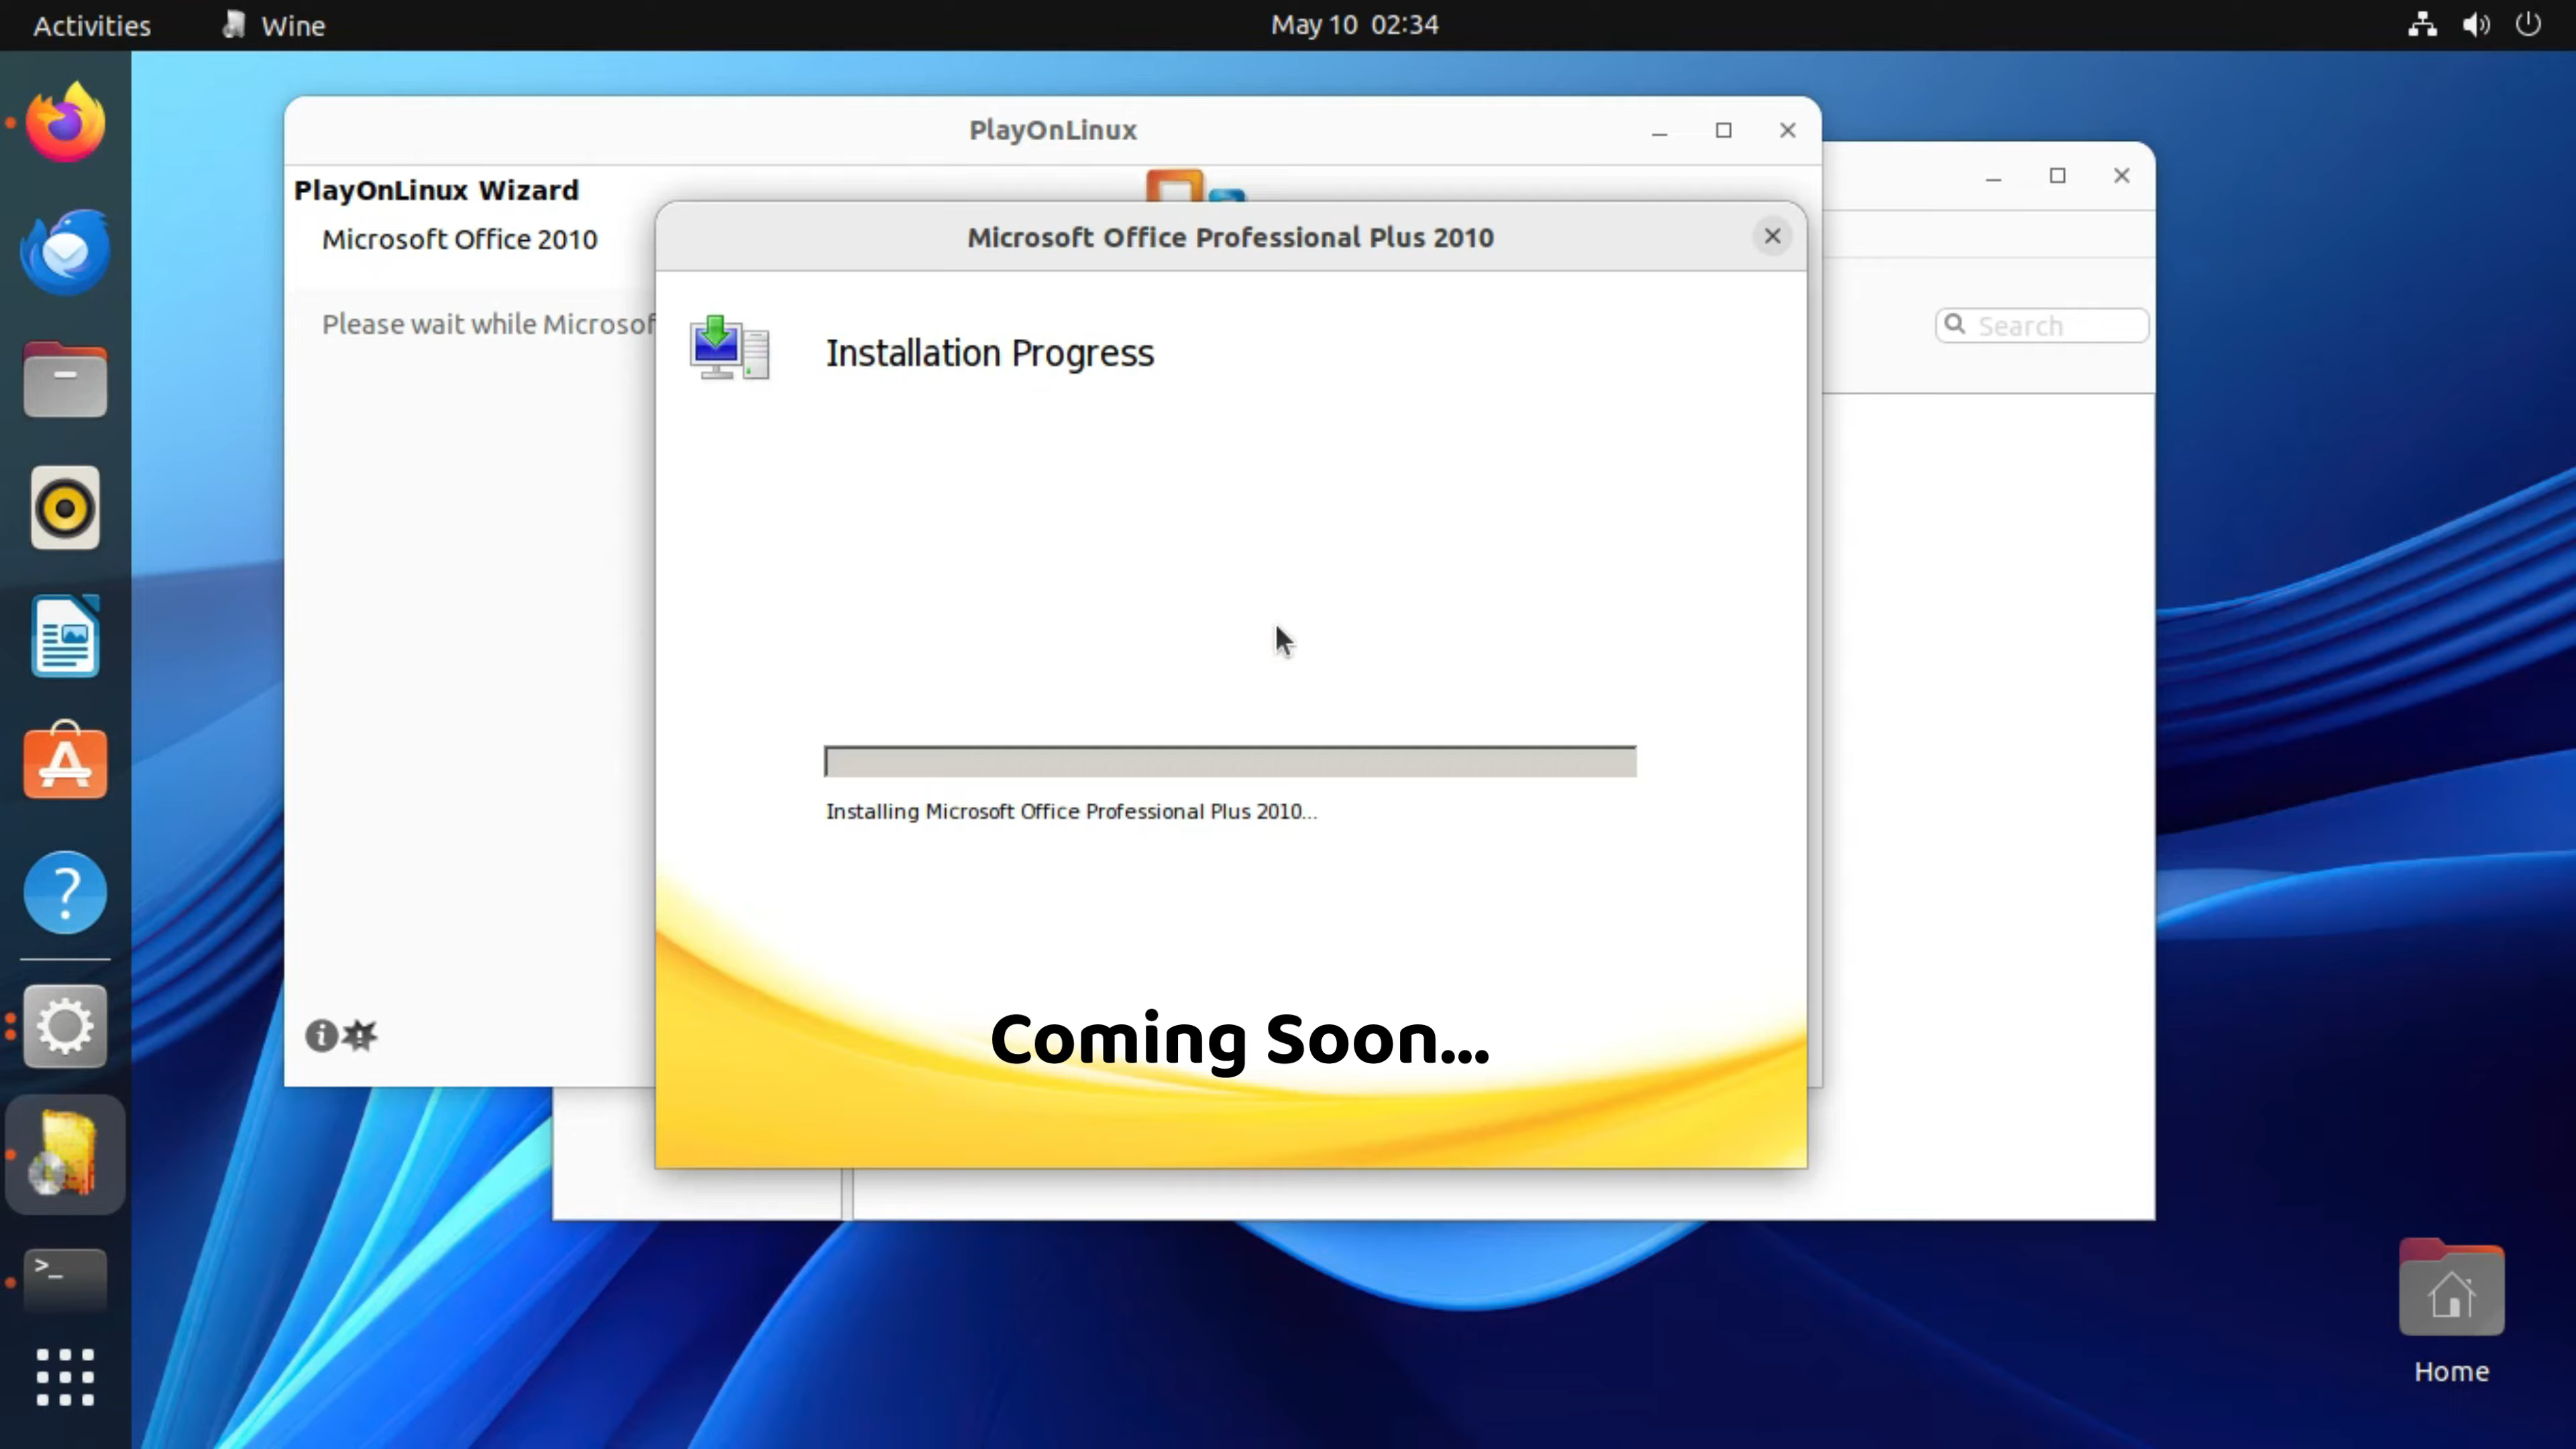 Activities
Wine
May 10 02:34
PlayOnLinux
PlayOnLinux Wizard
Microsoft Office 2010
Please wait while Microsof
Search
Microsoft Office Professional Plus 2010
Installation Progress
Installing Microsoft Office Professional Plus 2010...
Coming Soon...
>_
Home